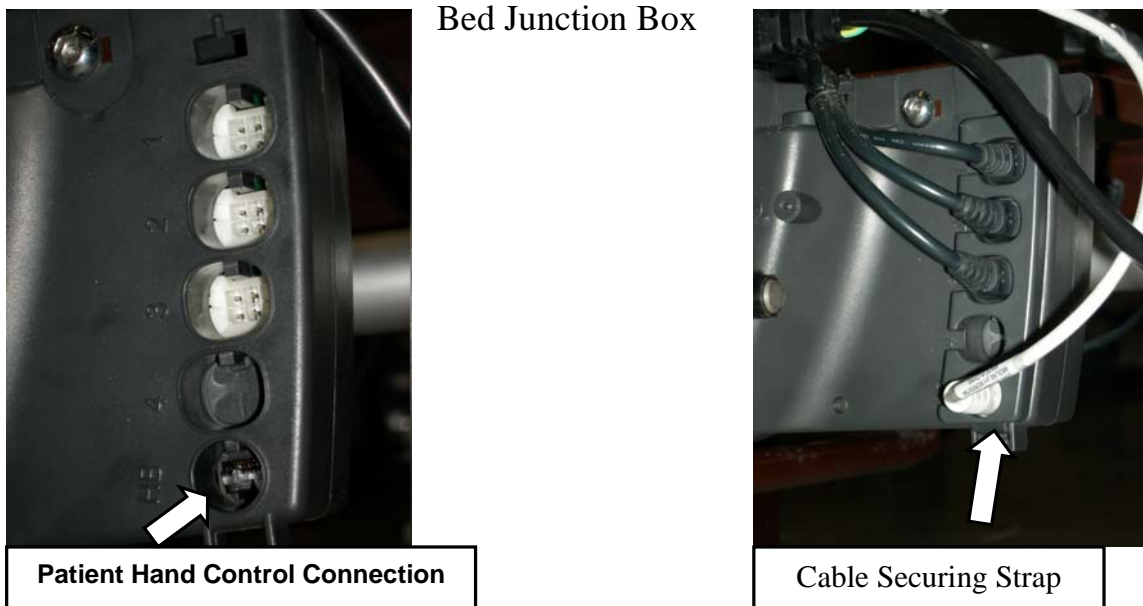 Bed Junction Box
1
2
3
4
HB
Patient Hand Control Connection
Cable Securing Strap